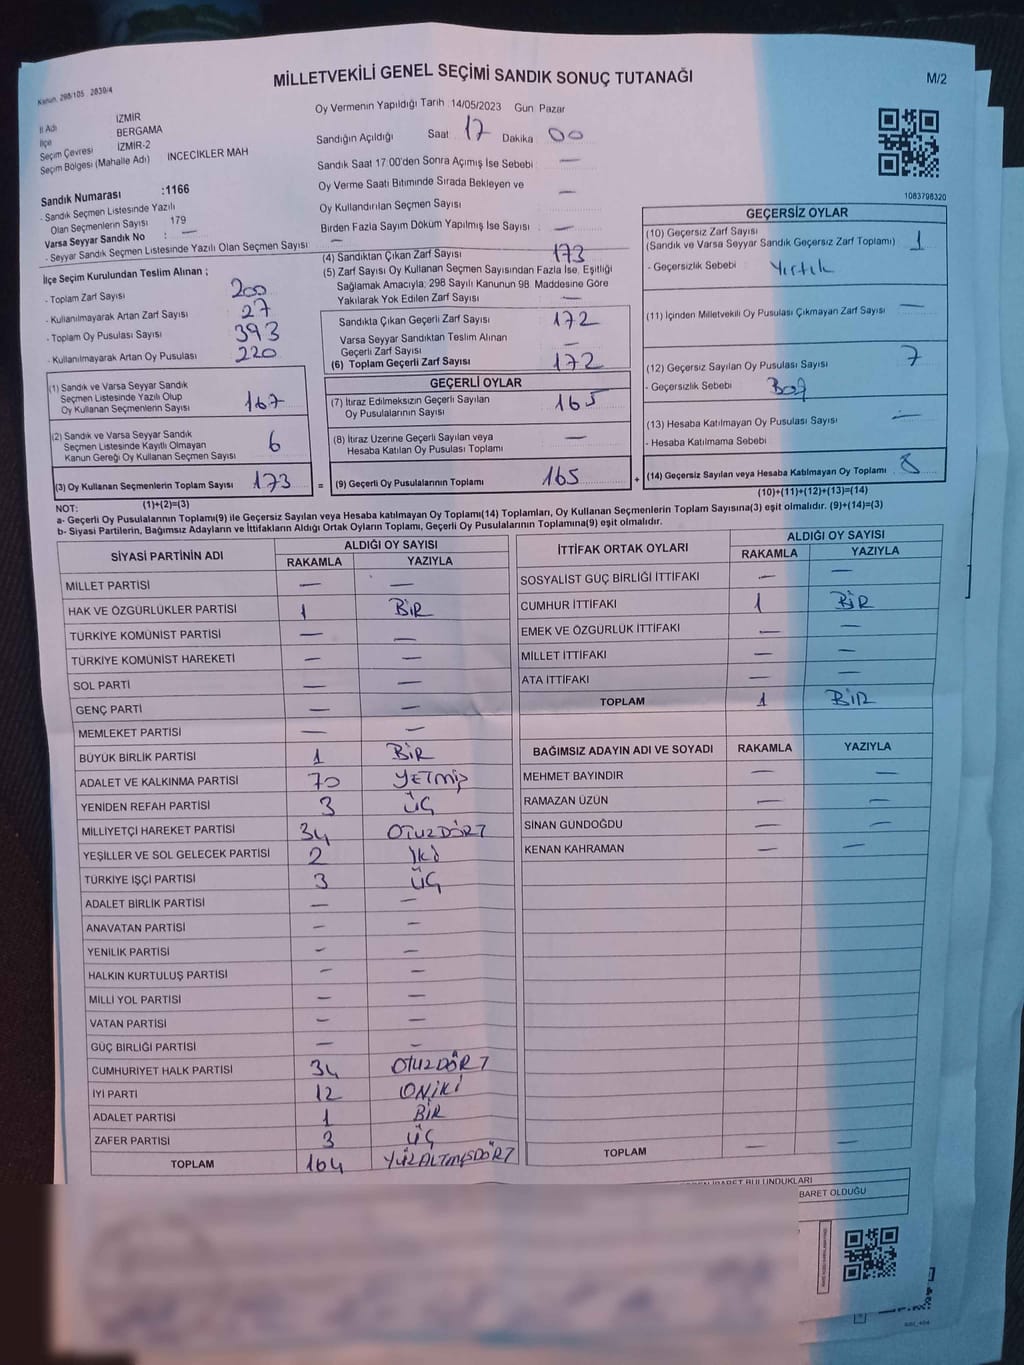 MİLLETVEKİLİ GENEL SEÇİMİ SANDIK SONUÇ TUTANAĞI
M/2
Kanun: 298/105 2839/4
İl Adı İZMİR
İlçe BERGAMA
Seçim Çevresi İZMİR-2
Seçim Bölgesi (Mahalle Adı) İNCECİKLER MAH
Oy Vermenin Yapıldığı Tarih 14/05/2023 Gün Pazar
Sandığın Açıldığı Saat 17 Dakika 00
Sandık Saat 17:00'den Sonra Açımış İse Sebebi —
Oy Verme Saati Bitiminde Sırada Bekleyen ve
Oy Kullandırılan Seçmen Sayısı —
Birden Fazla Sayım Döküm Yapılmış İse Sayısı —
1083798320
Sandık Numarası :1166
- Sandık Seçmen Listesinde Yazılı
Olan Seçmenlerin Sayısı 179
Varsa Seyyar Sandık No : —
- Seyyar Sandık Seçmen Listesinde Yazılı Olan Seçmen Sayısı —
İlçe Seçim Kurulundan Teslim Alınan ;
- Toplam Zarf Sayısı 200
- Kullanılmayarak Artan Zarf Sayısı 27
- Toplam Oy Pusulası Sayısı 393
- Kullanılmayarak Artan Oy Pusulası 220
(1) Sandık ve Varsa Seyyar Sandık
Seçmen Listesinde Yazılı Olup
Oy Kullanan Seçmenlerin Sayısı 167
(2) Sandık ve Varsa Seyyar Sandık
Seçmen Listesinde Kayıtlı Olmayan
Kanun Gereği Oy Kullanan Seçmen Sayısı 6
(3) Oy Kullanan Seçmenlerin Toplam Sayısı 173
(1)+(2)=(3)
(4) Sandıktan Çıkan Zarf Sayısı 173
(5) Zarf Sayısı Oy Kullanan Seçmen Sayısından Fazla İse, Eşitliği
Sağlamak Amacıyla; 298 Sayılı Kanunun 98. Maddesine Göre
Yakılarak Yok Edilen Zarf Sayısı —
Sandıkta Çıkan Geçerli Zarf Sayısı 172
Varsa Seyyar Sandıktan Teslim Alınan
Geçerli Zarf Sayısı —
(6) Toplam Geçerli Zarf Sayısı 172
GEÇERLİ OYLAR
(7) İtiraz Edilmeksizin Geçerli Sayılan
Oy Pusulalarının Sayısı 165
(8) İtiraz Üzerine Geçerli Sayılan veya
Hesaba Katılan Oy Pusulası Toplamı —
= (9) Geçerli Oy Pusulalarının Toplamı 165 +
GEÇERSİZ OYLAR
(10) Geçersiz Zarf Sayısı
(Sandık ve Varsa Seyyar Sandık Geçersiz Zarf Toplamı) 1
- Geçersizlik Sebebi Yırtık
(11) İçinden Milletvekili Oy Pusulası Çıkmayan Zarf Sayısı —
(12) Geçersiz Sayılan Oy Pusulası Sayısı 7
- Geçersizlik Sebebi
(13) Hesaba Katılmayan Oy Pusulası Sayısı —
- Hesaba Katılmama Sebebi
(14) Geçersiz Sayılan veya Hesaba Katılmayan Oy Toplamı 8
(10)+(11)+(12)+(13)=(14)
NOT:
a- Geçerli Oy Pusulalarının Toplamı(9) ile Geçersiz Sayılan veya Hesaba katılmayan Oy Toplamı(14) Toplamları, Oy Kullanan Seçmenlerin Toplam Sayısına(3) eşit olmalıdır. (9)+(14)=(3)
b- Siyasi Partilerin, Bağımsız Adayların ve İttifakların Aldığı Ortak Oyların Toplamı, Geçerli Oy Pusulalarının Toplamına(9) eşit olmalıdır.
SİYASİ PARTİNİN ADI ALDIĞI OY SAYISI
RAKAMLA YAZIYLA
MİLLET PARTİSİ — —
HAK VE ÖZGÜRLÜKLER PARTİSİ 1 BİR
TÜRKİYE KOMÜNİST PARTİSİ — —
TÜRKİYE KOMÜNİST HAREKETİ — —
SOL PARTİ — —
GENÇ PARTİ — —
MEMLEKET PARTİSİ — —
BÜYÜK BİRLİK PARTİSİ 1 BİR
ADALET VE KALKINMA PARTİSİ 70 YETMİŞ
YENİDEN REFAH PARTİSİ 3 ÜÇ
MİLLİYETÇİ HAREKET PARTİSİ 34 OTUZDÖRT
YEŞİLLER VE SOL GELECEK PARTİSİ 2 İKİ
TÜRKİYE İŞÇİ PARTİSİ 3 ÜÇ
ADALET BİRLİK PARTİSİ — —
ANAVATAN PARTİSİ — —
YENİLİK PARTİSİ — —
HALKIN KURTULUŞ PARTİSİ — —
MİLLİ YOL PARTİSİ — —
VATAN PARTİSİ — —
GÜÇ BİRLİĞİ PARTİSİ — —
CUMHURİYET HALK PARTİSİ 34 OTUZDÖRT
İYİ PARTİ 12 ONİKİ
ADALET PARTİSİ 1 BİR
ZAFER PARTİSİ 3 ÜÇ
TOPLAM 164 YÜZALTMIŞDÖRT
İTTİFAK ORTAK OYLARI ALDIĞI OY SAYISI
RAKAMLA YAZIYLA
SOSYALİST GÜÇ BİRLİĞİ İTTİFAKI — —
CUMHUR İTTİFAKI 1 BİR
EMEK VE ÖZGÜRLÜK İTTİFAKI — —
MİLLET İTTİFAKI — —
ATA İTTİFAKI — —
TOPLAM 1 BİR
BAĞIMSIZ ADAYIN ADI VE SOYADI RAKAMLA YAZIYLA
MEHMET BAYINDIR — —
RAMAZAN ÜZÜN — —
SİNAN GÜNDOĞDU — —
KENAN KAHRAMAN — —
TOPLAM — —
BULUNDUKLARI
BARET OLDUĞU